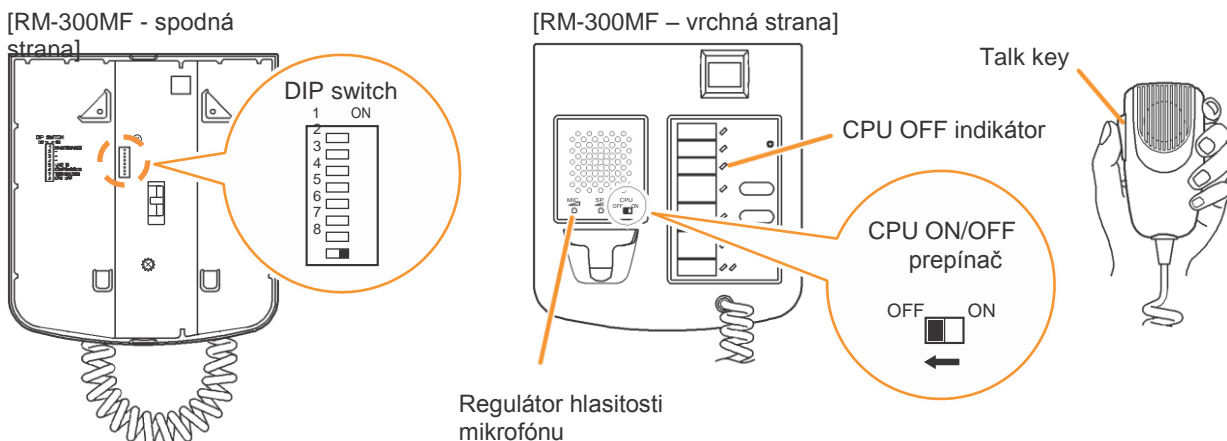 [RM-300MF - spodná
strana]
DIP SWITCH
DIP switch
1 ON
2
3
4
5
6
7
8
[RM-300MF – vrchná strana]
Talk key
CPU OFF indikátor
MIC SP CPU
OFF ON
CPU ON/OFF
prepínač
OFF ON
Regulátor hlasitosti
mikrofónu